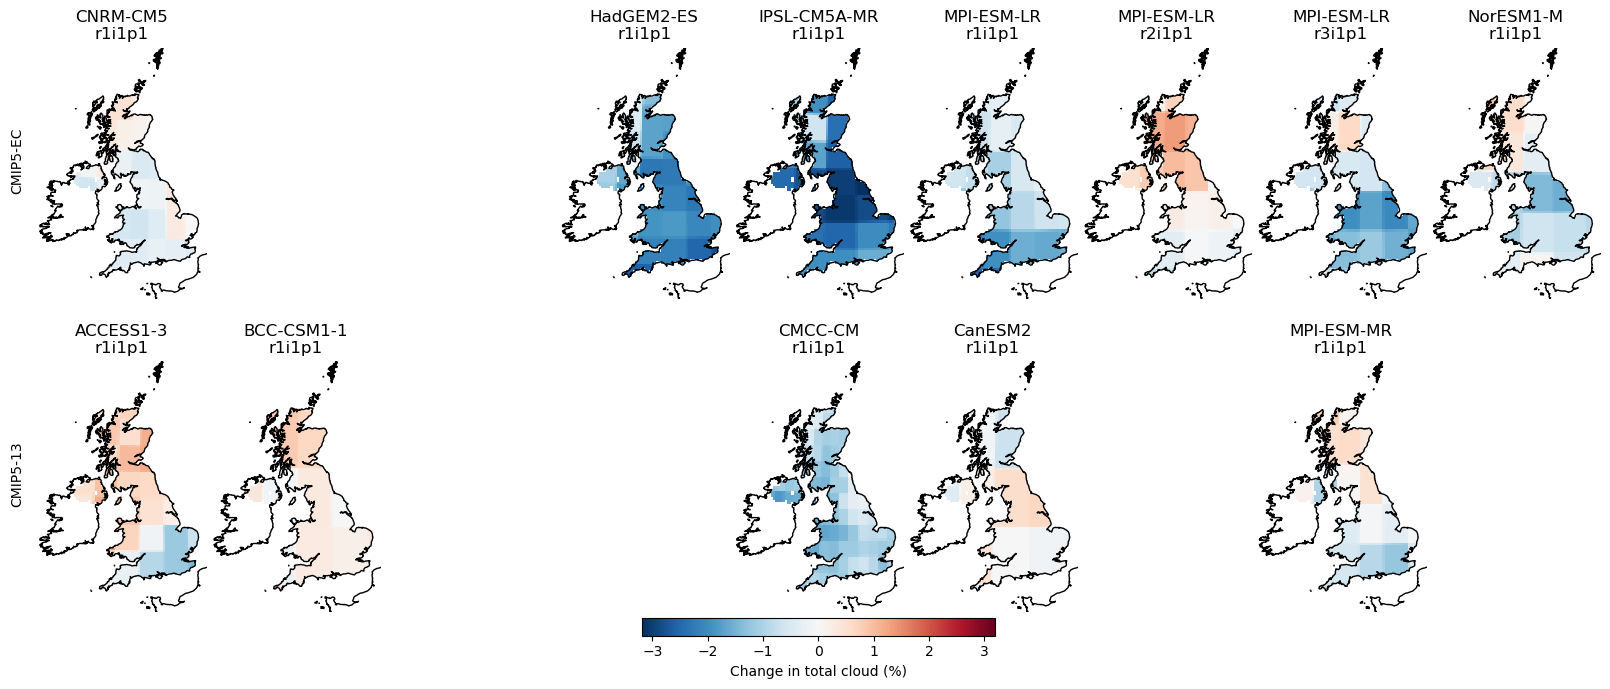 CNRM-CM5
r1i1p1
HadGEM2-ES
r1i1p1
IPSL-CM5A-MR
r1i1p1
MPI-ESM-LR
r1i1p1
MPI-ESM-LR
r2i1p1
MPI-ESM-LR
r3i1p1
NorESM1-M
r1i1p1
CMIP5-EC
ACCESS1-3
r1i1p1
BCC-CSM1-1
r1i1p1
CMCC-CM
r1i1p1
CanESM2
r1i1p1
MPI-ESM-MR
r1i1p1
CMIP5-13
−3 −2 −1 0 1 2 3
Change in total cloud (%)